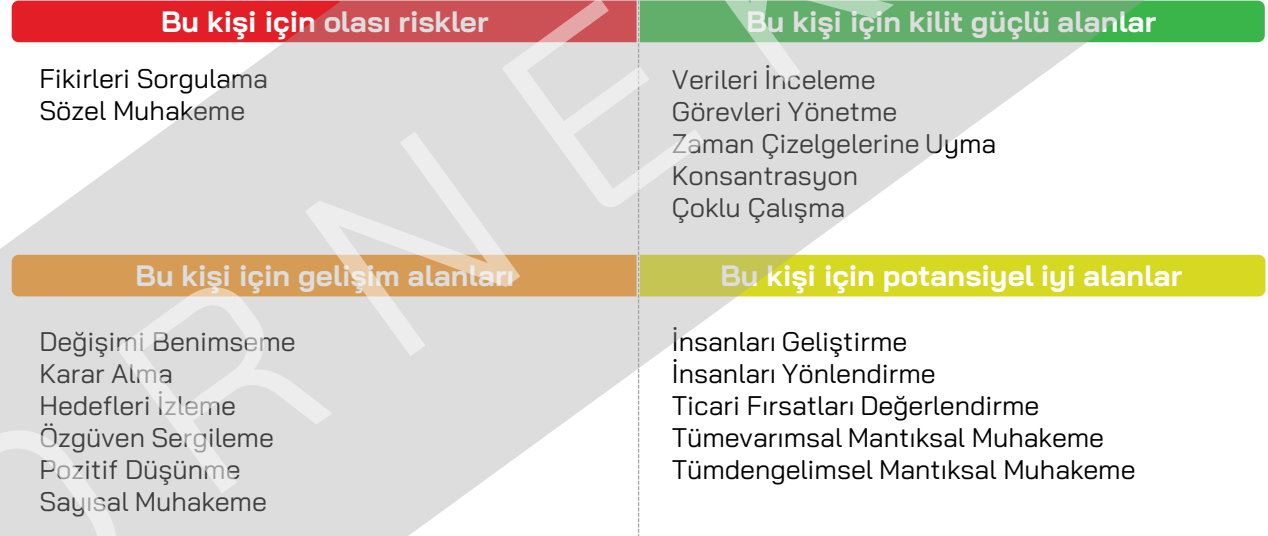 Bu kişi için olası riskler
Fikirleri Sorgulama
Sözel Muhakeme
Bu kişi için kilit güçlü alanlar
Verileri İnceleme
Görevleri Yönetme
Zaman Çizelgelerine Uyma
Konsantrasyon
Çoklu Çalışma
Bu kişi için gelişim alanları
Değişimi Benimseme
Karar Alma
Hedefleri İzleme
Özgüven Sergileme
Pozitif Düşünme
Sayısal Muhakeme
Bu kişi için potansiyel iyi alanlar
İnsanları Geliştirme
İnsanları Yönlendirme
Ticari Fırsatları Değerlendirme
Tümevarımsal Mantıksal Muhakeme
Tümdengelimsel Mantıksal Muhakeme
ÖRNEK